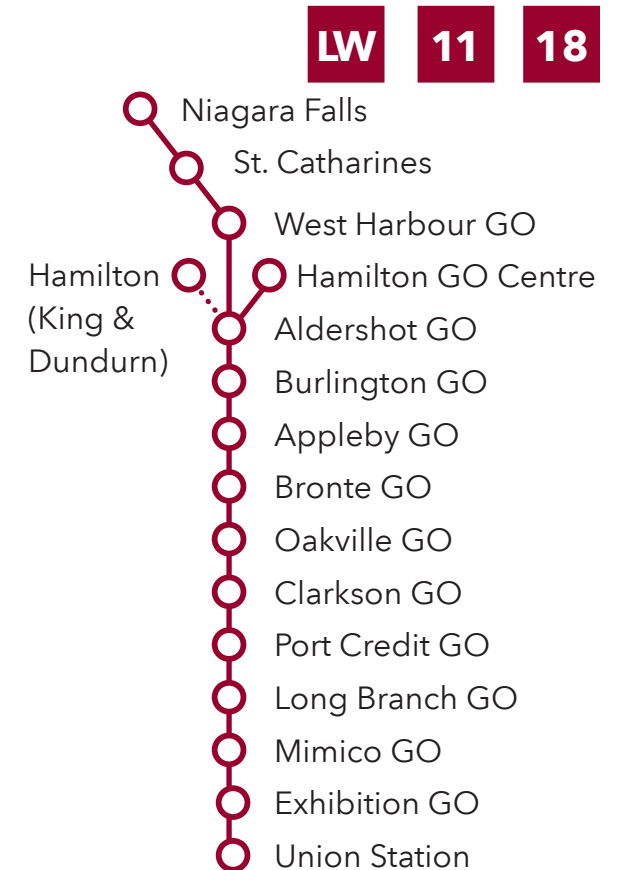 LW 11 18
Niagara Falls
St. Catharines
West Harbour GO
Hamilton
(King &
Dundurn)
Hamilton GO Centre
Aldershot GO
Burlington GO
Appleby GO
Bronte GO
Oakville GO
Clarkson GO
Port Credit GO
Long Branch GO
Mimico GO
Exhibition GO
Union Station